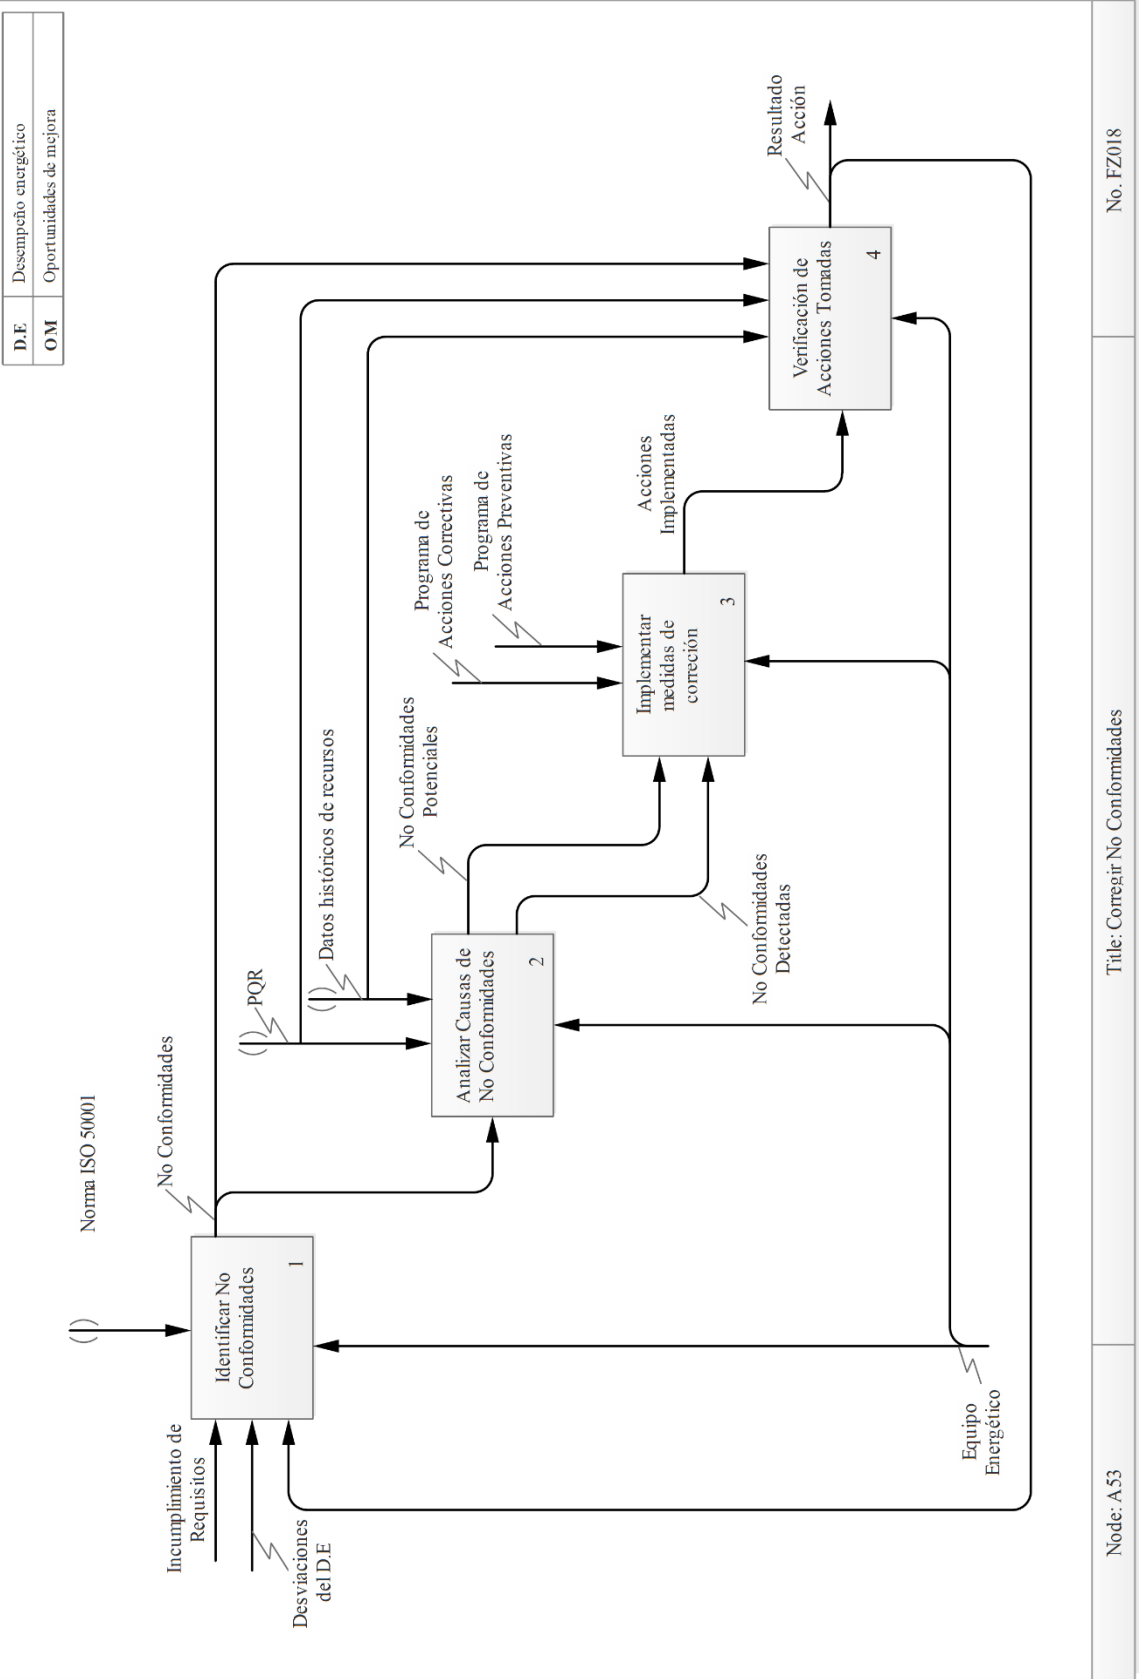 D.E Desempeño energético
OM Oportunidades de mejora
Norma ISO 50001
No Conformidades
PQR
Datos históricos de recursos
Incumplimiento de
Requisitos
Desviaciones
del D.E
Identificar No
Conformidades
1
Analizar Causas de
No Conformidades
2
No Conformidades
Potenciales
No Conformidades
Detectadas
Programa de
Acciones Correctivas
Programa de
Acciones Preventivas
Implementar
medidas de
correción
3
Acciones
Implementadas
Verificación de
Acciones Tomadas
4
Resultado
Acción
Equipo
Energético
Node: A53
Title: Corregir No Conformidades
No. FZ018